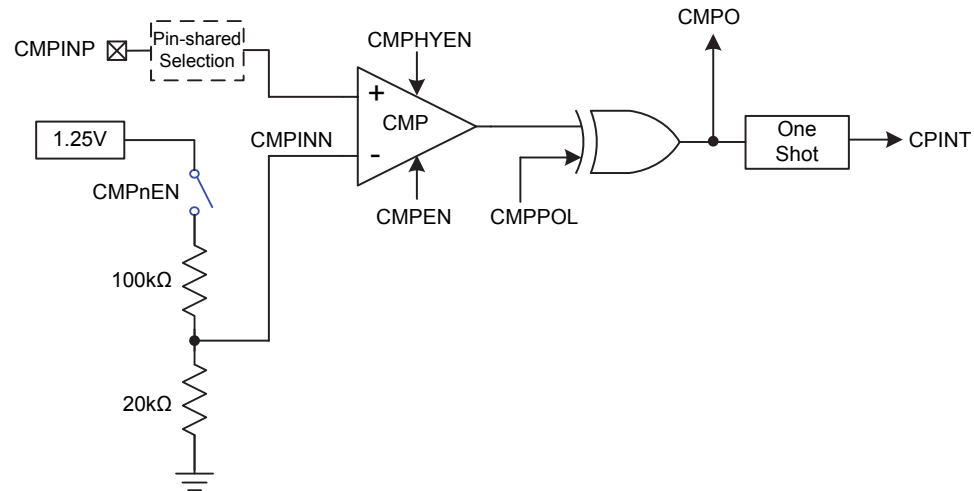 CMPO
CMPINP
Pin-shared
Selection
CMPHYEN
+
CMP
-
1.25V
CMPINN
One
Shot
CPINT
CMPnEN
CMPEN
CMPPOL
100kΩ
20kΩ